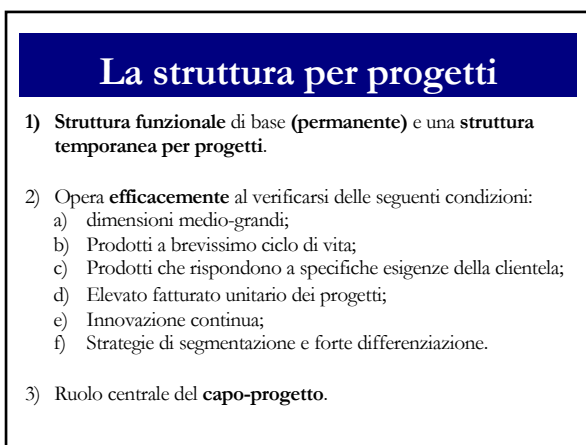 La struttura per progetti
1) Struttura funzionale di base (permanente) e una struttura
temporanea per progetti.
2) Opera efficacemente al verificarsi delle seguenti condizioni:
a) dimensioni medio-grandi;
b) Prodotti a brevissimo ciclo di vita;
c) Prodotti che rispondono a specifiche esigenze della clientela;
d) Elevato fatturato unitario dei progetti;
e) Innovazione continua;
f) Strategie di segmentazione e forte differenziazione.
3) Ruolo centrale del capo-progetto.